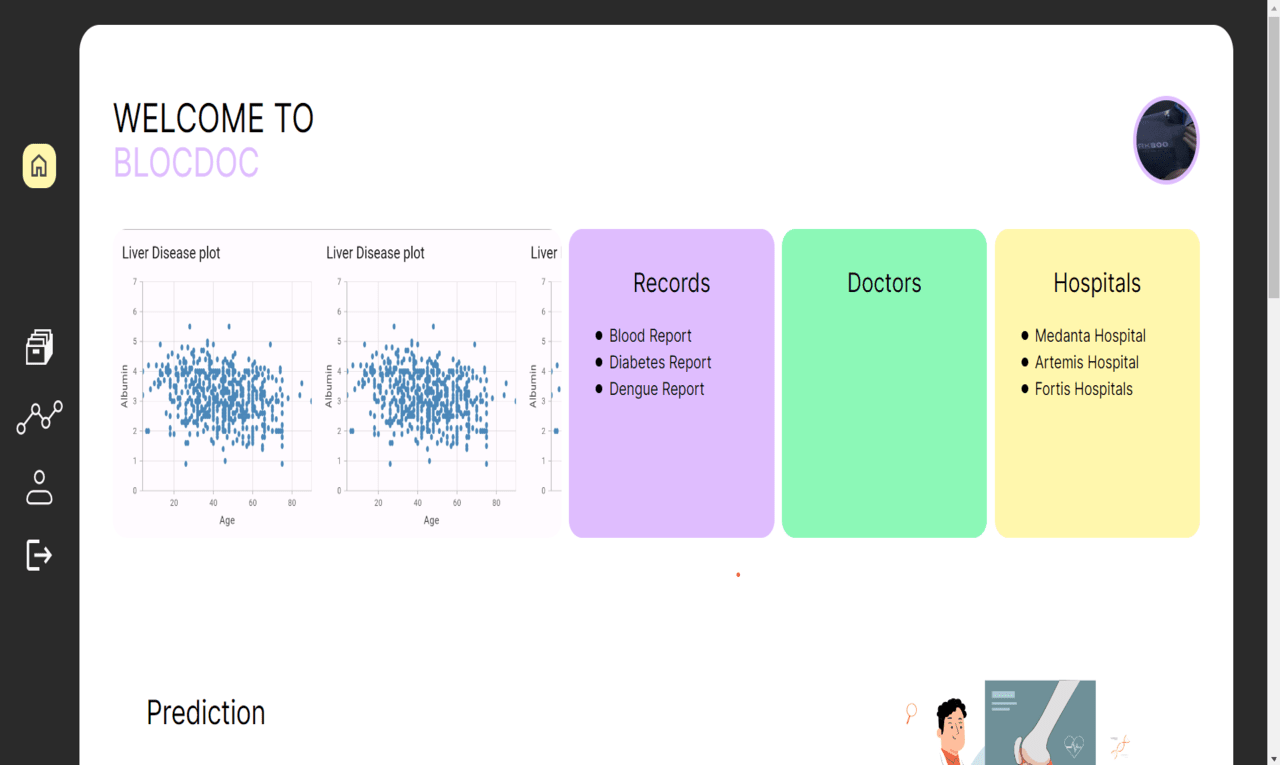 WELCOME TO
BLOCDOC
Liver Disease plot
7
6
5
4
3
2
1
0
Albumin
20 40 60 80
Age
Liver Disease plot
7
6
5
4
3
2
1
0
Albumin
20 40 60 80
Age
Liver
7
6
5
4
3
2
1
0
Albumin
Records
Blood Report
Diabetes Report
Dengue Report
Doctors
Hospitals
Medanta Hospital
Artemis Hospital
Fortis Hospitals
Prediction